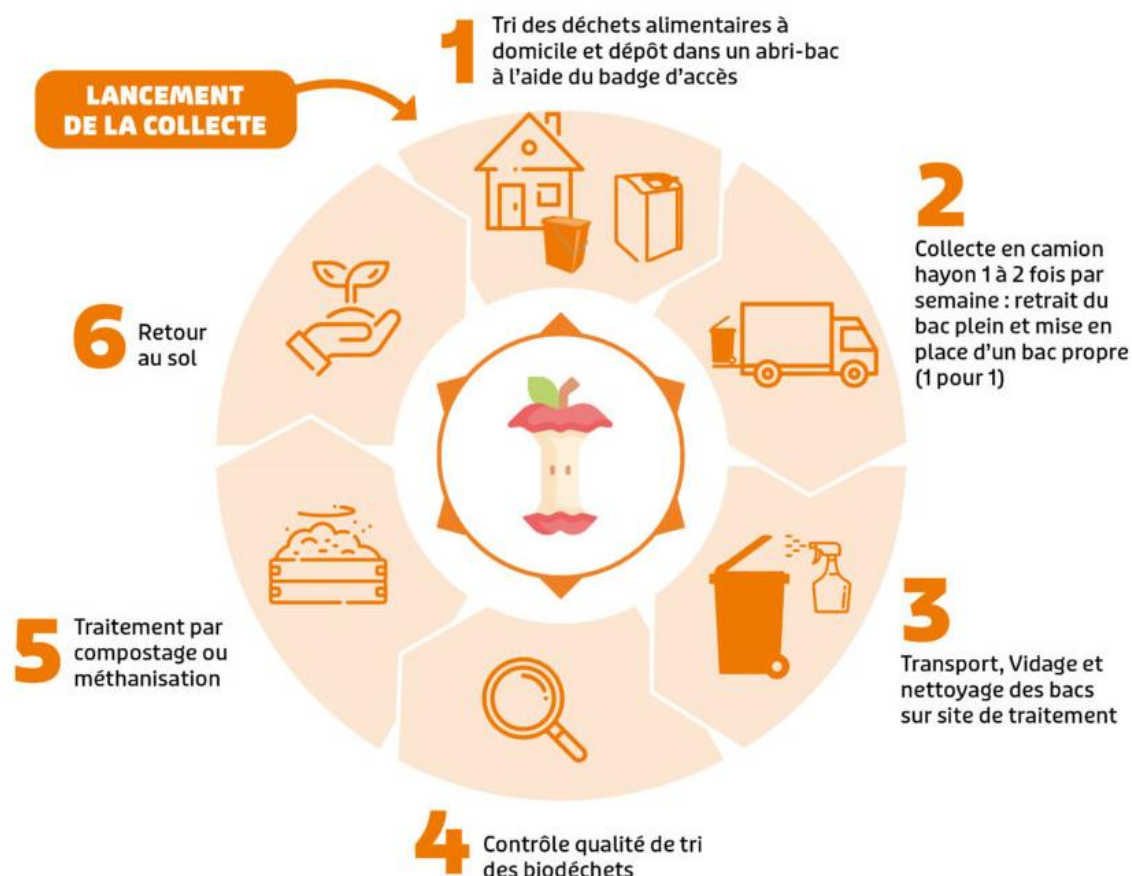 LANCEMENT
DE LA COLLECTE
1
Tri des déchets alimentaires à
domicile et dépôt dans un abri-bac
à l'aide du badge d'accès
2
Collecte en camion
hayon 1 à 2 fois par
semaine : retrait du
bac plein et mise en
place d'un bac propre
(1 pour 1)
3
Transport, Vidage et
nettoyage des bacs
sur site de traitement
4
Contrôle qualité de tri
des biodéchets
5
Traitement par
compostage ou
méthanisation
6
Retour
au sol